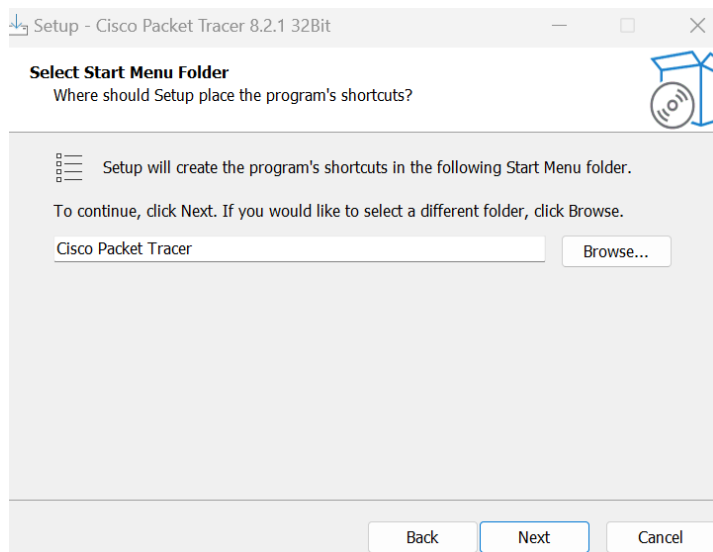 Setup - Cisco Packet Tracer 8.2.1 32Bit
Select Start Menu Folder
Where should Setup place the program's shortcuts?
Setup will create the program's shortcuts in the following Start Menu folder.
To continue, click Next. If you would like to select a different folder, click Browse.
Cisco Packet Tracer
Browse...
Back
Next
Cancel